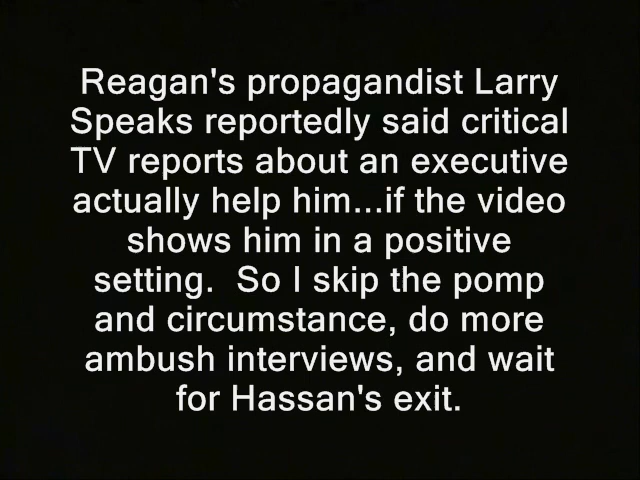 Reagan's propagandist Larry
Speaks reportedly said critical
TV reports about an executive
actually help him...if the video
shows him in a positive
setting.  So I skip the pomp
and circumstance, do more
ambush interviews, and wait
for Hassan's exit.